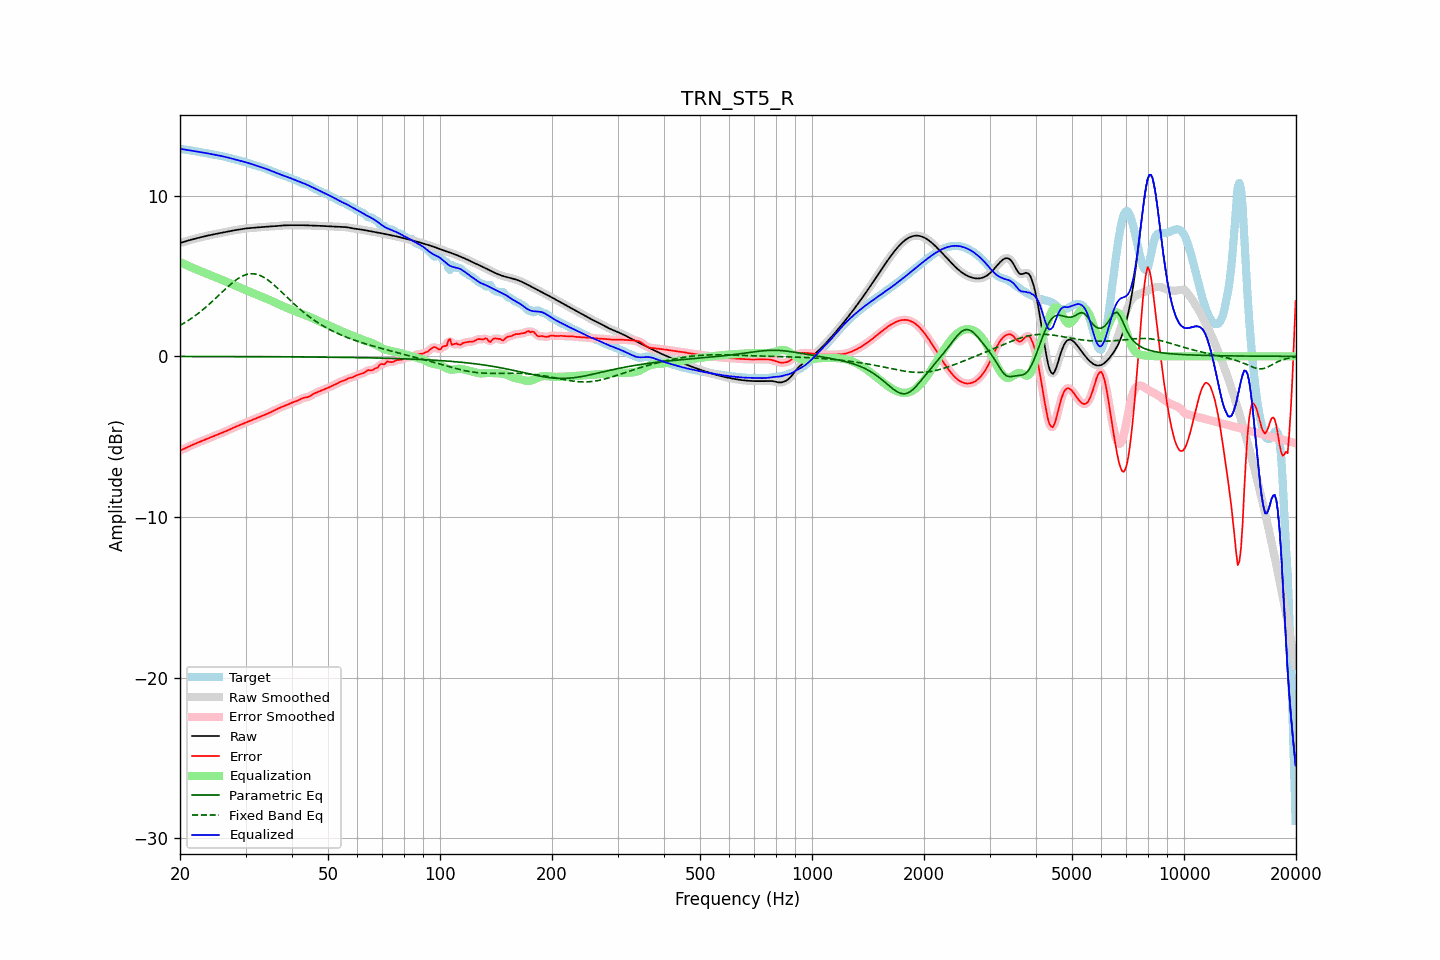 TRN_ST5_R
Amplitude (dBr)
10
0
−10
−20
−30
Target
Raw Smoothed
Error Smoothed
Raw
Error
Equalization
Parametric Eq
Fixed Band Eq
Equalized
20 50 100 200 500 1000 2000 5000 10000 20000
Frequency (Hz)